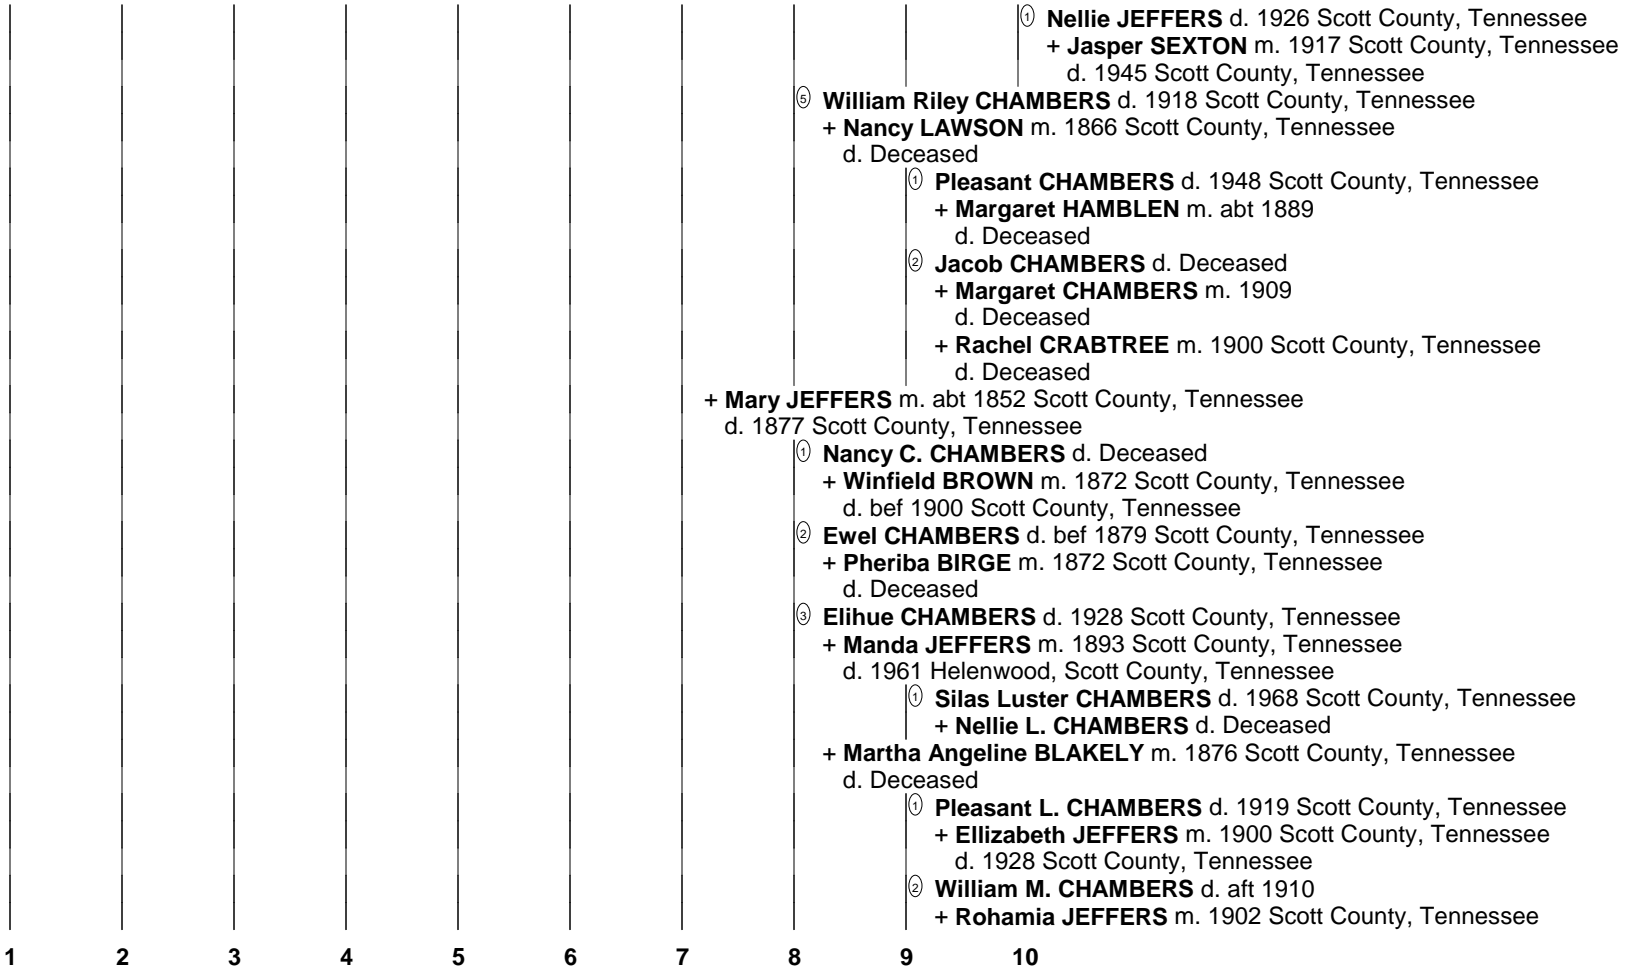 ① Nellie JEFFERS d. 1926 Scott County, Tennessee
+ Jasper SEXTON m. 1917 Scott County, Tennessee
d. 1945 Scott County, Tennessee
⑤ William Riley CHAMBERS d. 1918 Scott County, Tennessee
+ Nancy LAWSON m. 1866 Scott County, Tennessee
d. Deceased
① Pleasant CHAMBERS d. 1948 Scott County, Tennessee
+ Margaret HAMBLEN m. abt 1889
d. Deceased
② Jacob CHAMBERS d. Deceased
+ Margaret CHAMBERS m. 1909
d. Deceased
+ Rachel CRABTREE m. 1900 Scott County, Tennessee
d. Deceased
+ Mary JEFFERS m. abt 1852 Scott County, Tennessee
d. 1877 Scott County, Tennessee
① Nancy C. CHAMBERS d. Deceased
+ Winfield BROWN m. 1872 Scott County, Tennessee
d. bef 1900 Scott County, Tennessee
② Ewel CHAMBERS d. bef 1879 Scott County, Tennessee
+ Pheriba BIRGE m. 1872 Scott County, Tennessee
d. Deceased
③ Elihue CHAMBERS d. 1928 Scott County, Tennessee
+ Manda JEFFERS m. 1893 Scott County, Tennessee
d. 1961 Helenwood, Scott County, Tennessee
① Silas Luster CHAMBERS d. 1968 Scott County, Tennessee
+ Nellie L. CHAMBERS d. Deceased
+ Martha Angeline BLAKELY m. 1876 Scott County, Tennessee
d. Deceased
① Pleasant L. CHAMBERS d. 1919 Scott County, Tennessee
+ Ellizabeth JEFFERS m. 1900 Scott County, Tennessee
d. 1928 Scott County, Tennessee
② William M. CHAMBERS d. aft 1910
+ Rohamia JEFFERS m. 1902 Scott County, Tennessee
1 2 3 4 5 6 7 8 9 10